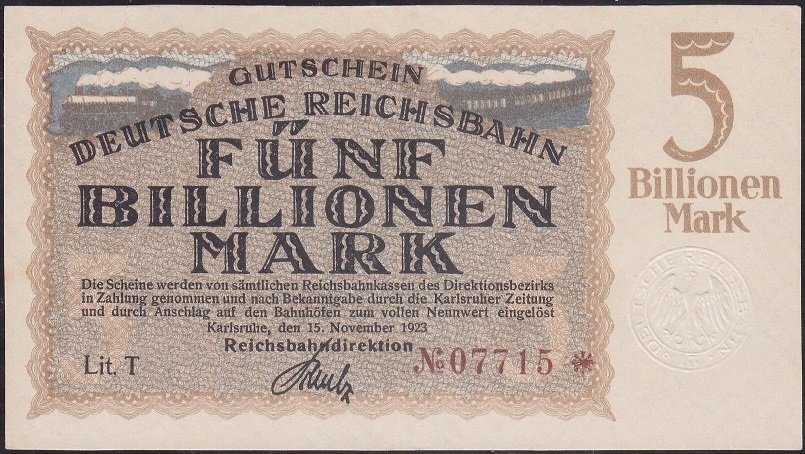 GUTSCHEIN
DEUTSCHE REICHSBAHN
FÜNF
BILLIONEN
MARK
Die Scheine werden von sämtlichen Reichsbahnkassen des Direktionsbezirks
in Zahlung genommen und nach Bekanntgabe durch die Karlsruher Zeitung
und durch Anschlag auf den Bahnhöfen zum vollen Nennwert eingelöst
Karlsruhe, den 15. November 1923
Reichsbahndirektion
Lit. T
№ 07715 *
5
Billionen
Mark